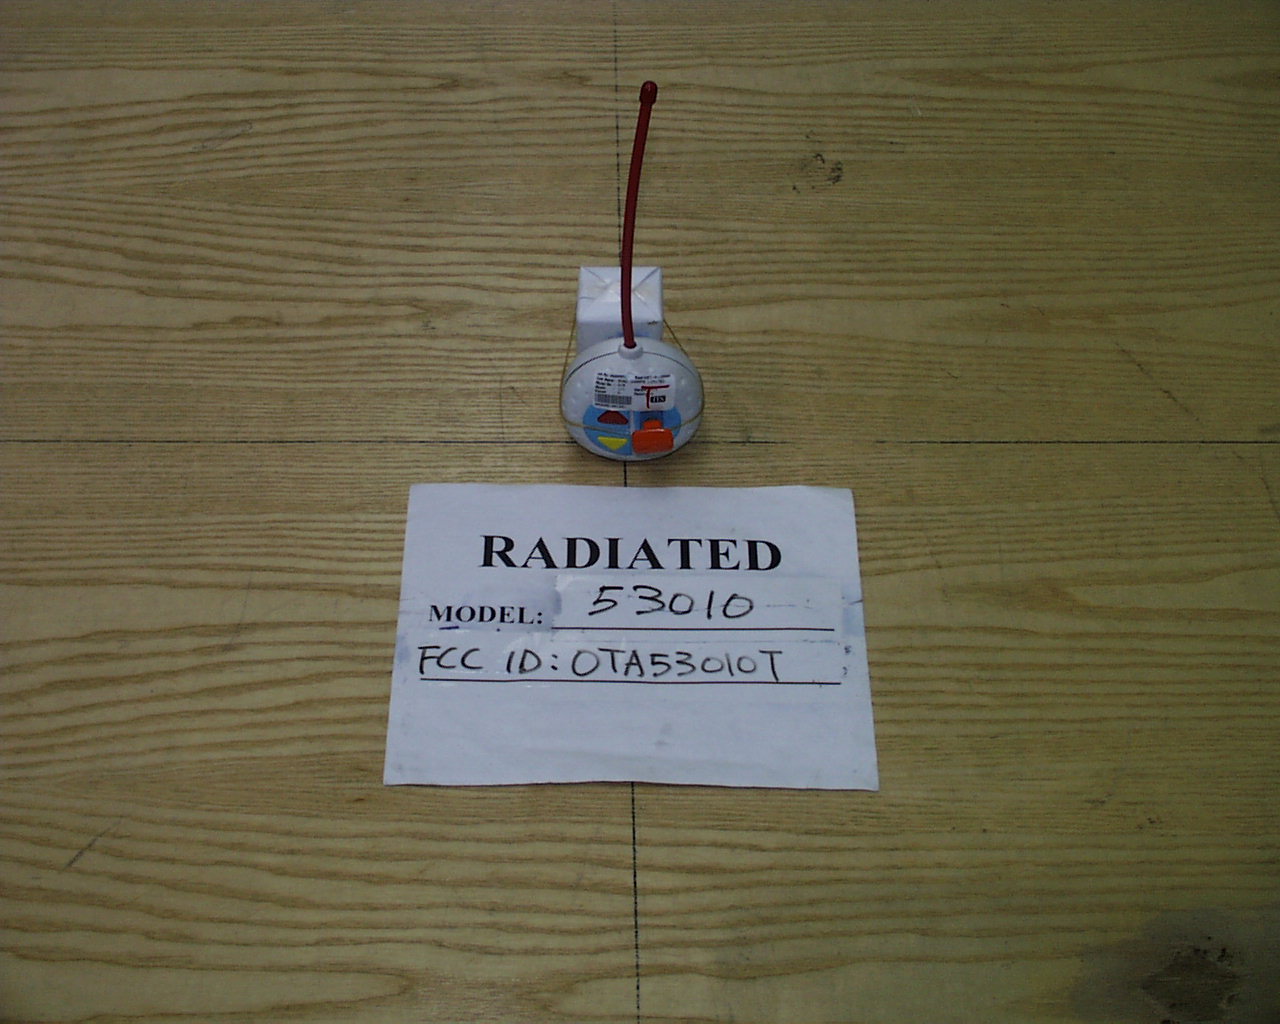 RADIATED
MODEL: 53010
FCC ID: OTA53010T